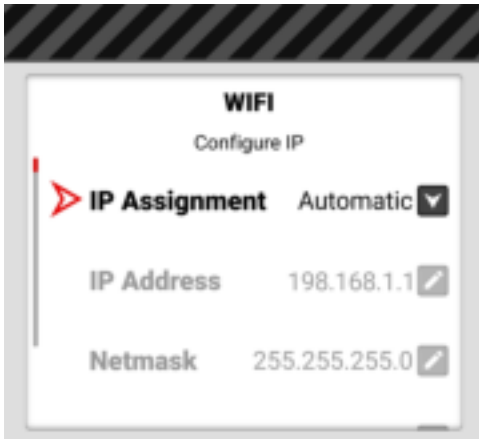 WIFI
Configure IP
IP Assignment Automatic
IP Address 198.168.1.1
Netmask 255.255.255.0